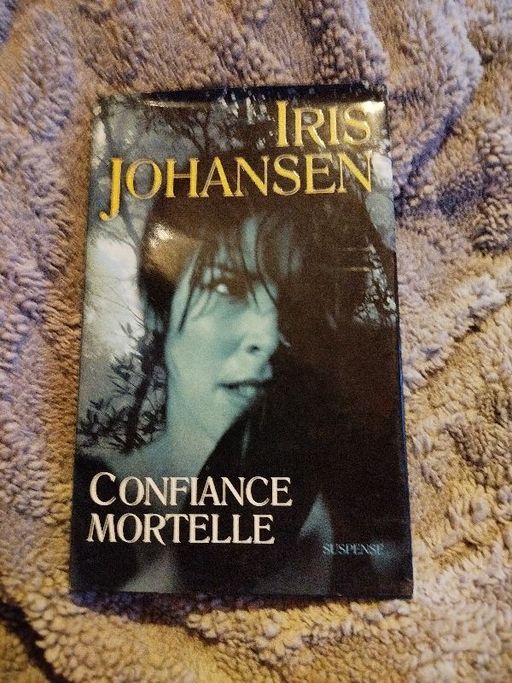 IRIS
JOHANSEN
CONFIANCE
MORTELLE
SUSPENSE